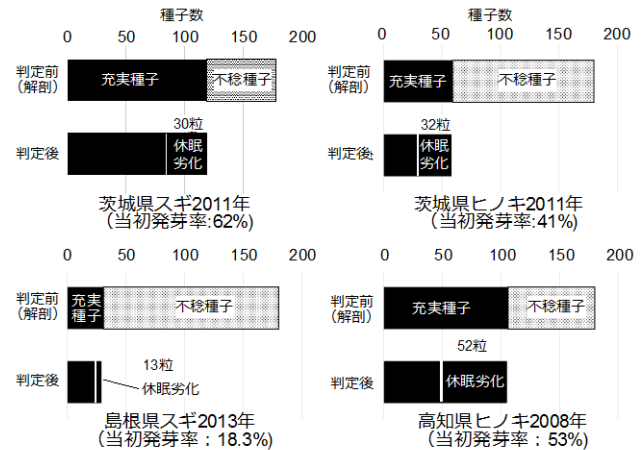 種子数
0 50 100 150 200
判定前
(解剖)
充実種子
不稔種子
判定後
30粒
休眠
劣化
茨城県スギ2011年
(当初発芽率:62%)
種子数
0 50 100 150 200
判定前
(解剖)
充実種子
不稔種子
判定後
32粒
休眠
劣化
茨城県ヒノキ2011年
(当初発芽率:41%)
0 50 100 150 200
判定前
(解剖)
充実
種子
不稔種子
判定後
13粒
休眠劣化
島根県スギ2013年
(当初発芽率：18.3%)
0 50 100 150 200
判定前
(解剖)
充実種子
不稔種子
判定後
52粒
休眠劣化
高知県ヒノキ2008年
(当初発芽率：53%)